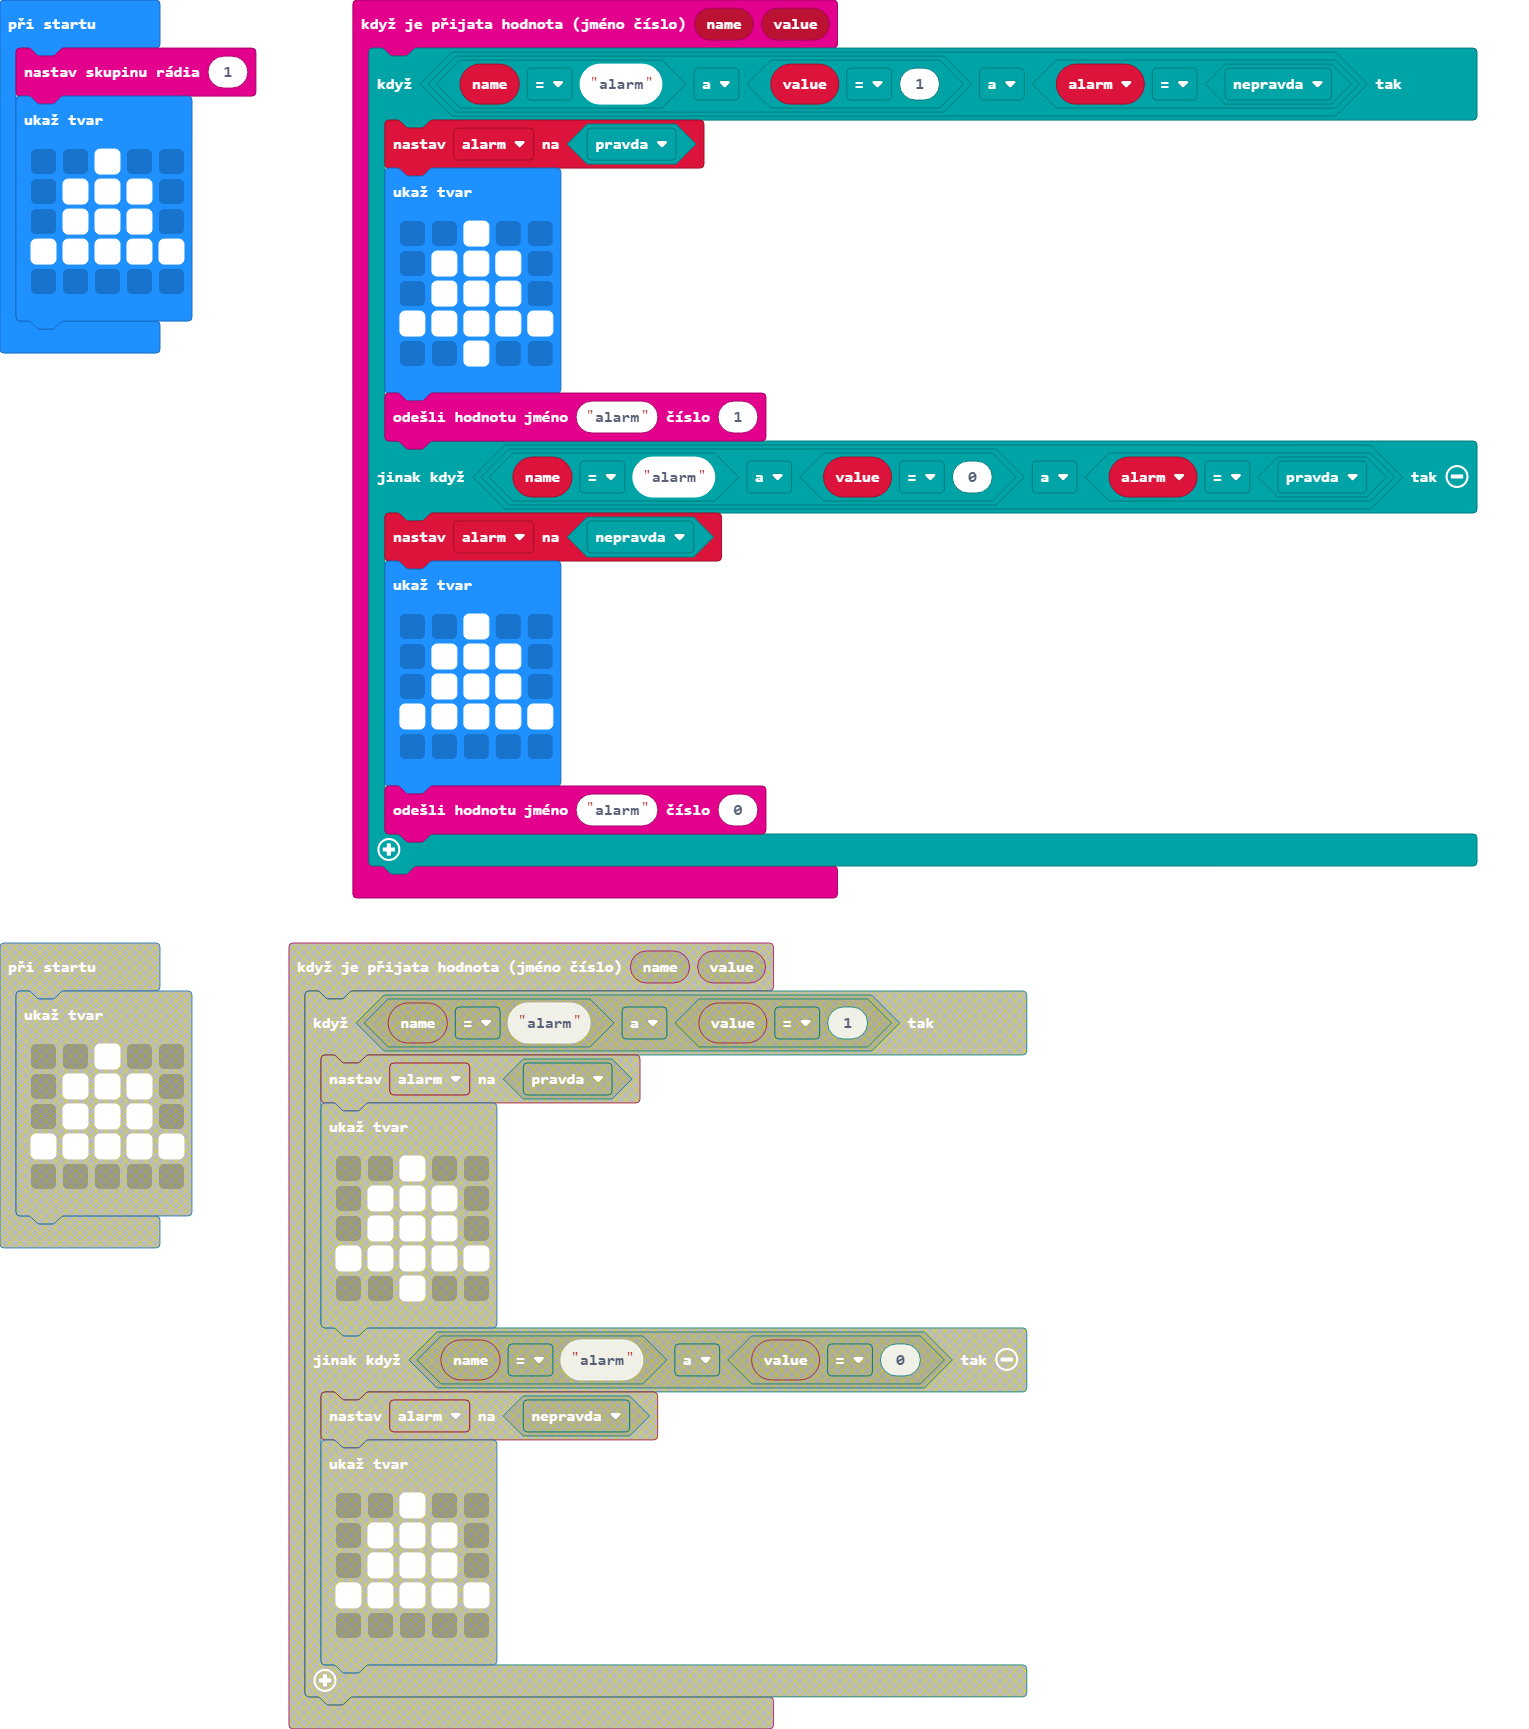 při startu
nastav skupinu rádia 1
ukaž tvar
když je přijata hodnota (jméno číslo) name value
když name = "alarm" a value = 1 a alarm = nepravda tak
nastav alarm na pravda
ukaž tvar
odešli hodnotu jméno "alarm" číslo 1
jinak když name = "alarm" a value = 0 a alarm = pravda tak
nastav alarm na nepravda
ukaž tvar
odešli hodnotu jméno "alarm" číslo 0
při startu
ukaž tvar
když je přijata hodnota (jméno číslo) name value
když name = "alarm" a value = 1 tak
nastav alarm na pravda
ukaž tvar
jinak když name = "alarm" a value = 0 tak
nastav alarm na nepravda
ukaž tvar